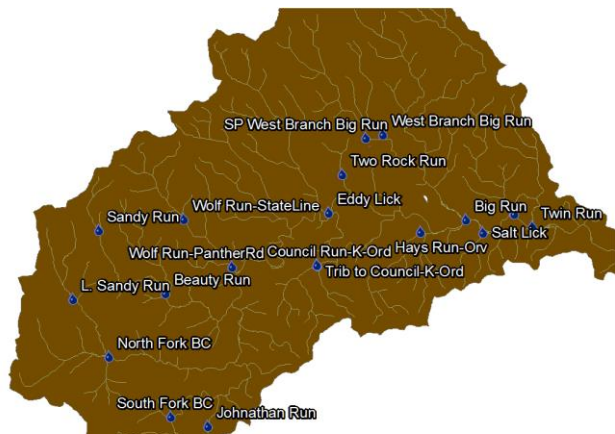 SP West Branch Big Run
West Branch Big Run
Two Rock Run
Eddy Lick
Wolf Run-StateLine
Sandy Run
Big Run
Twin Run
Hays Run-Orv
Salt Lick
Wolf Run-PantherRd
Council Run-K-Ord
Trib to Council-K-Ord
L. Sandy Run
Beauty Run
North Fork BC
South Fork BC
Johnathan Run